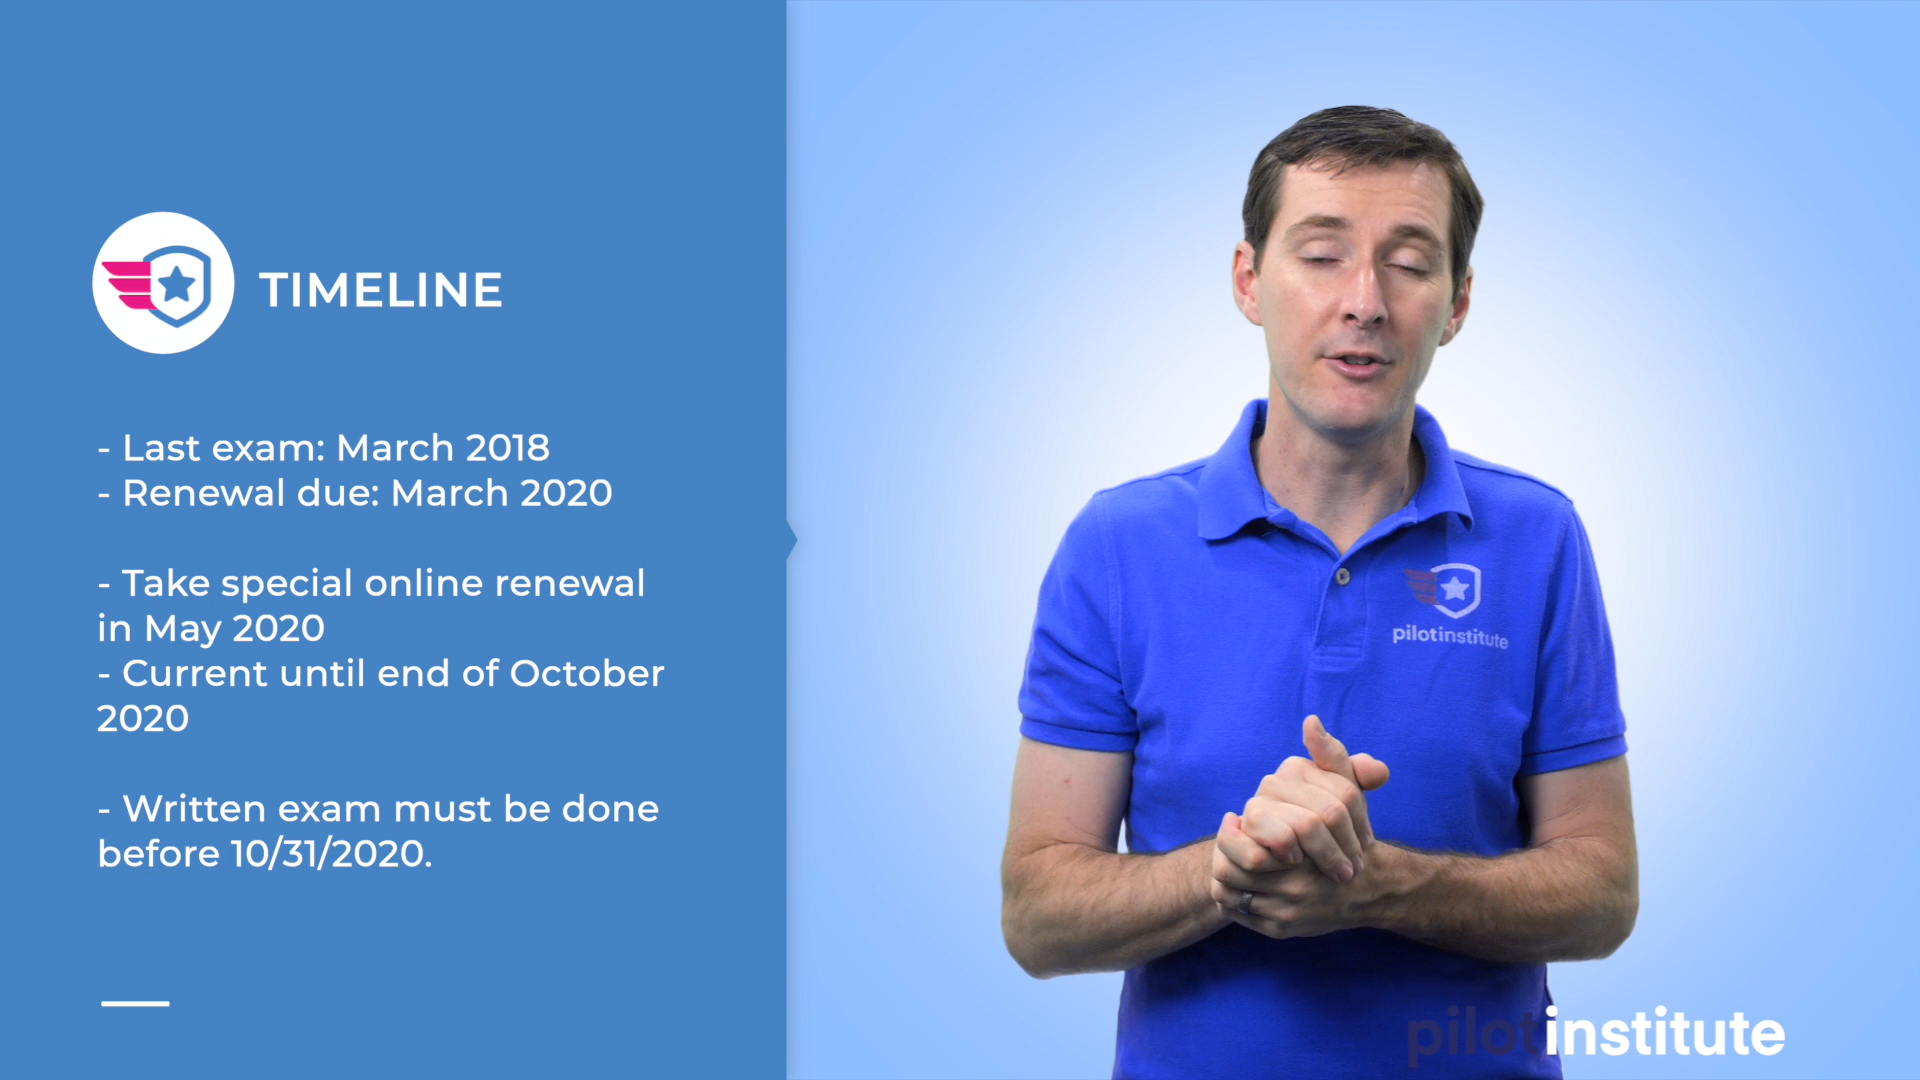 TIMELINE
- Last exam: March 2018
- Renewal due: March 2020
- Take special online renewal
in May 2020
- Current until end of October
2020
- Written exam must be done
before 10/31/2020.
pilotinstitute
pilotinstitute